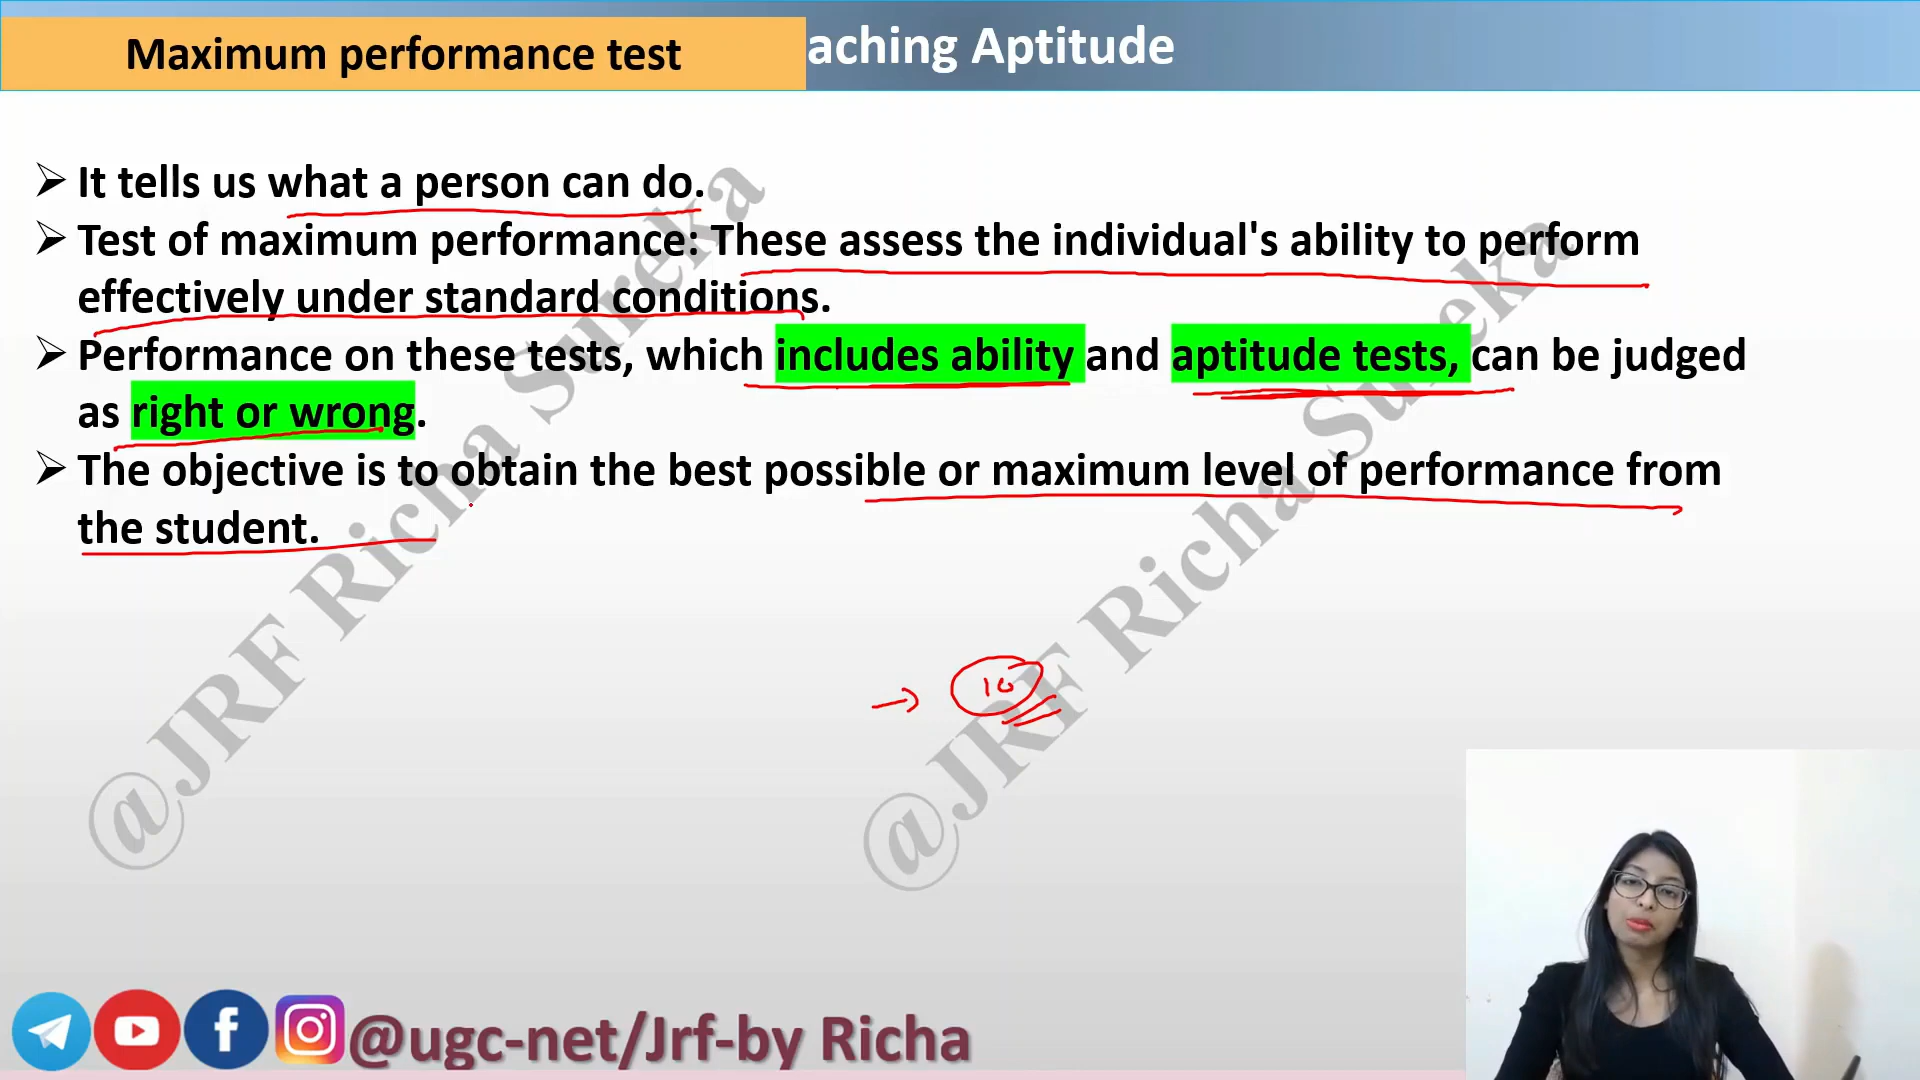 Maximum performance test
aching Aptitude
➢ It tells us what a person can do.
➢ Test of maximum performance: These assess the individual's ability to perform
effectively under standard conditions.
➢ Performance on these tests, which includes ability and aptitude tests, can be judged
as right or wrong.
➢ The objective is to obtain the best possible or maximum level of performance from
the student.
→ 10
@JRF Richa Sureka
@JRF Richa Sureka
@ugc-net/Jrf-by Richa